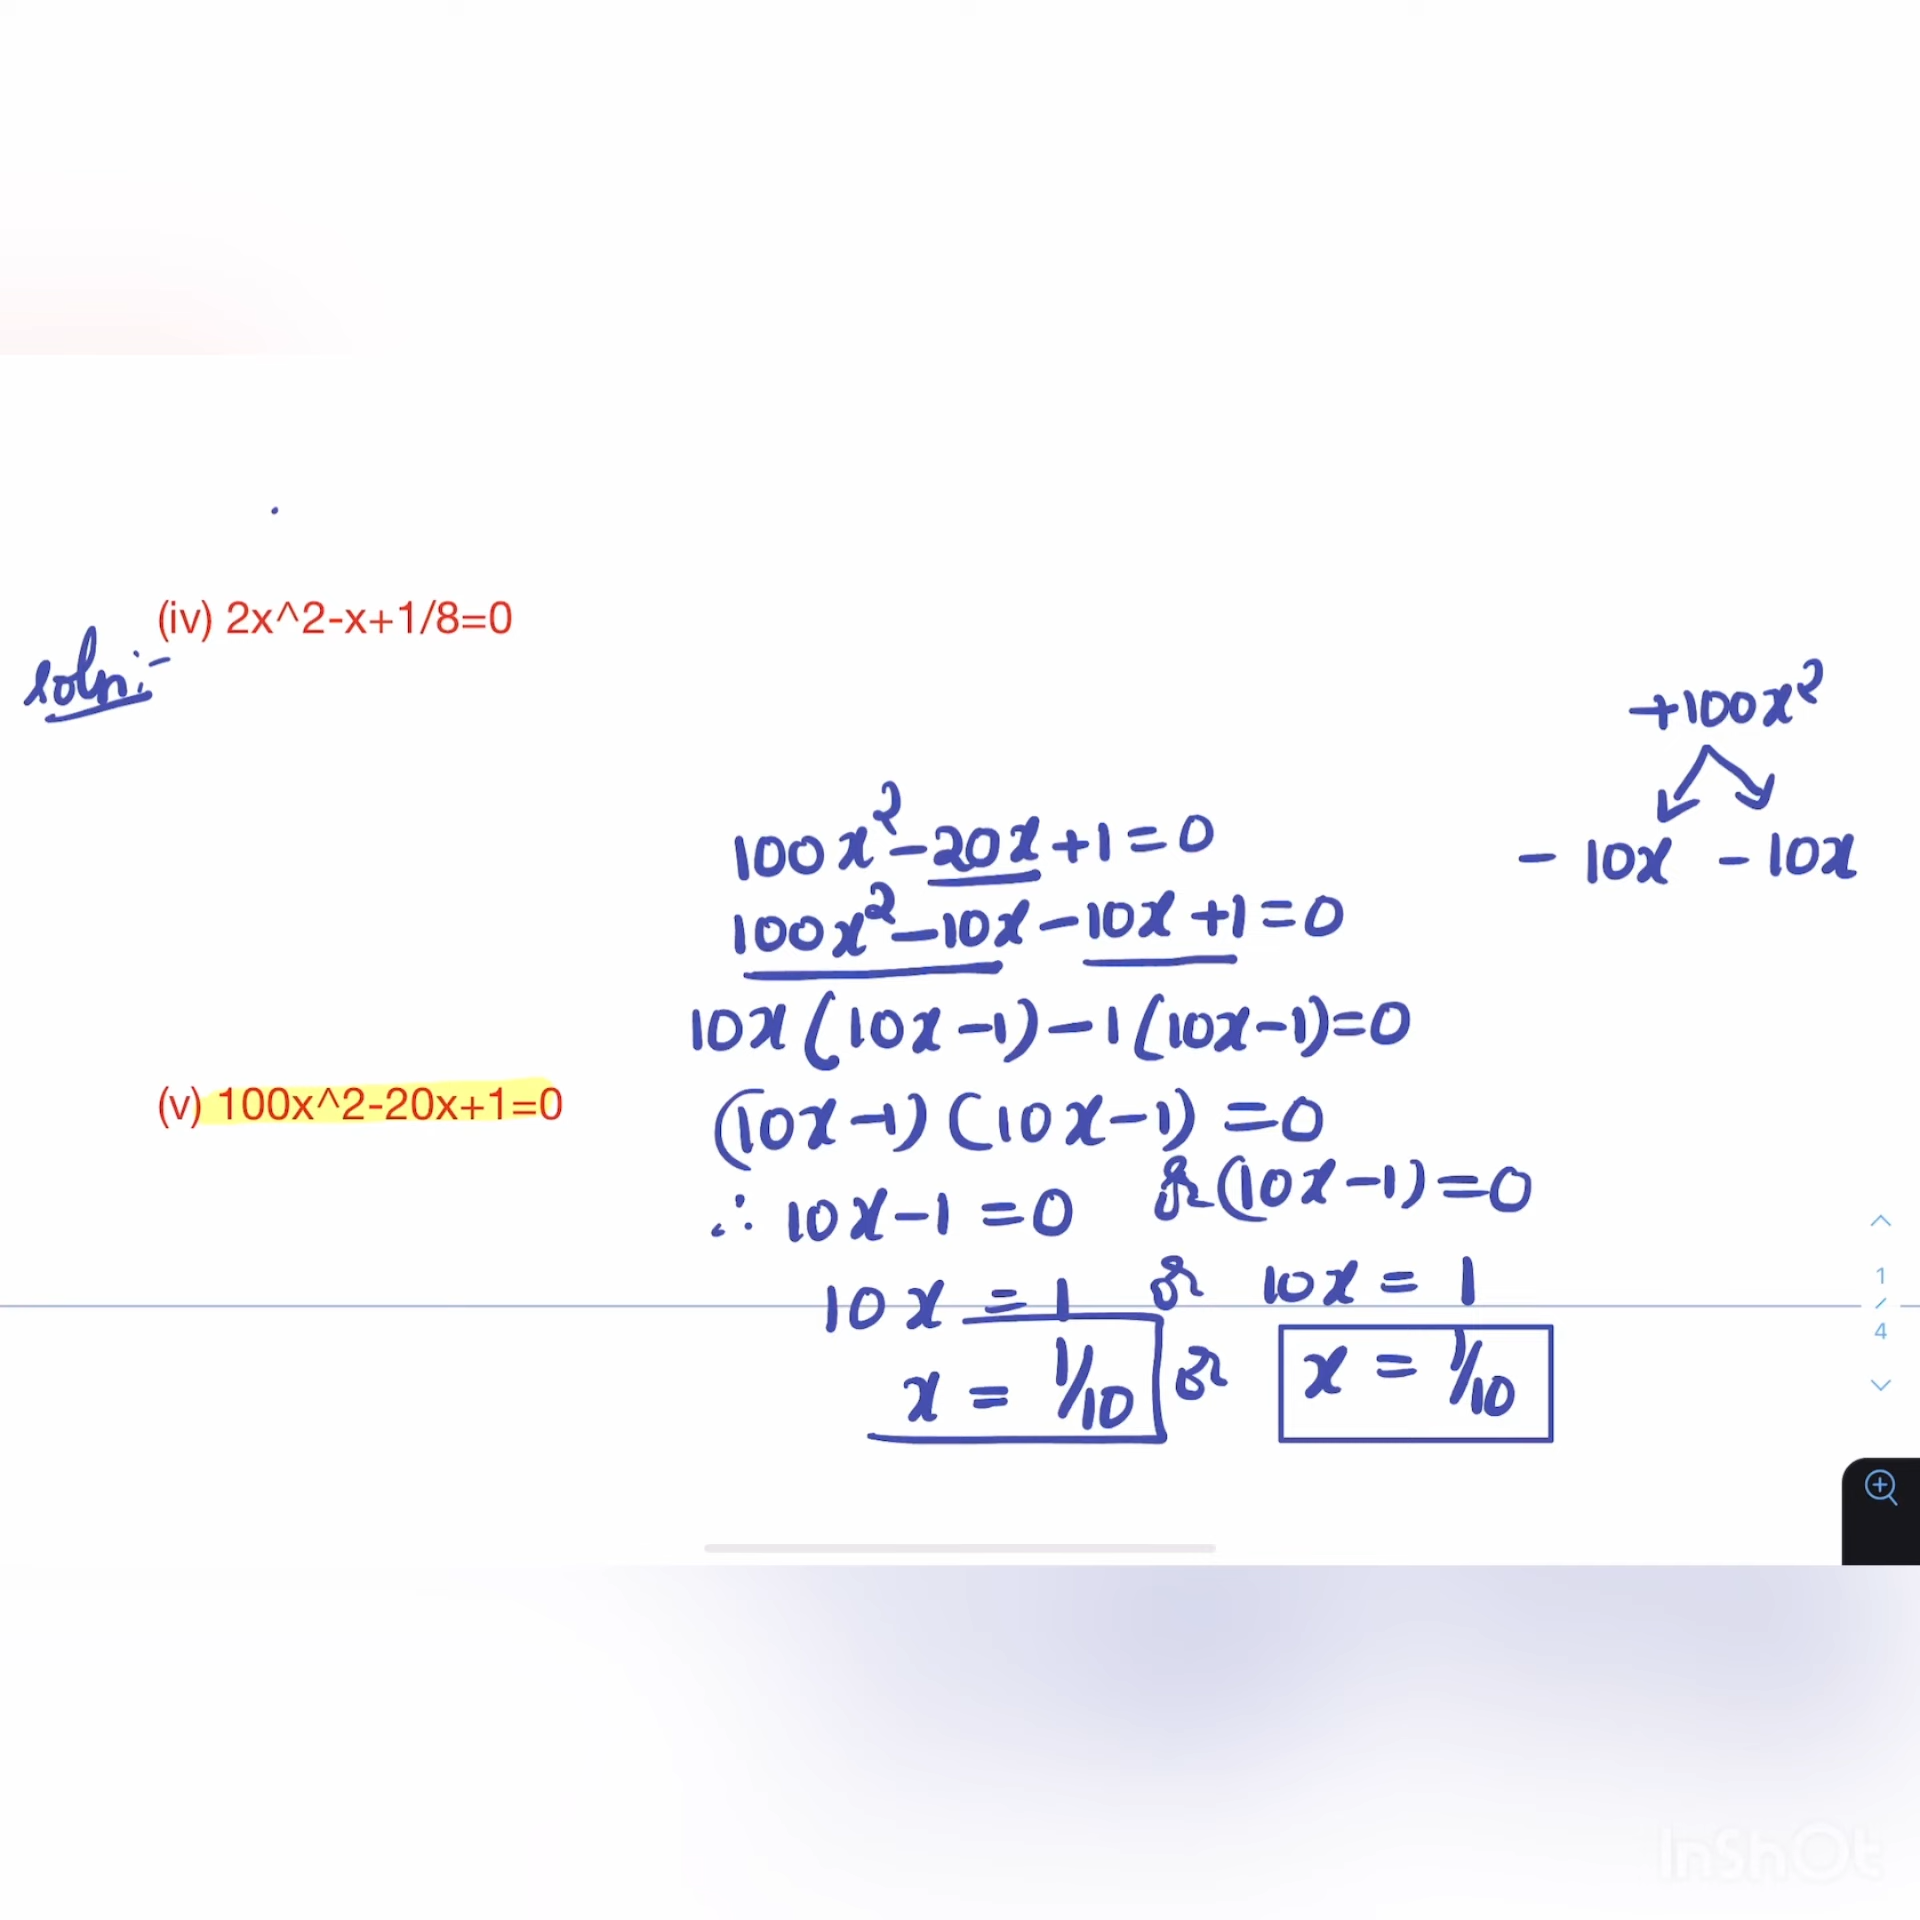 (iv) 2x^2-x+1/8=0
soln:-
+100x²
- 10x - 10x
100x² - 20x + 1 = 0
100x² - 10x - 10x + 1 = 0
10x (10x - 1) - 1 (10x - 1) = 0
(v) 100x^2-20x+1=0
(10x - 1) (10x - 1) = 0
∴ 10x - 1 = 0 or (10x - 1) = 0
10x = 1 or 10x = 1
x = 1/10 or x = 1/10
1
/
4
InShOt